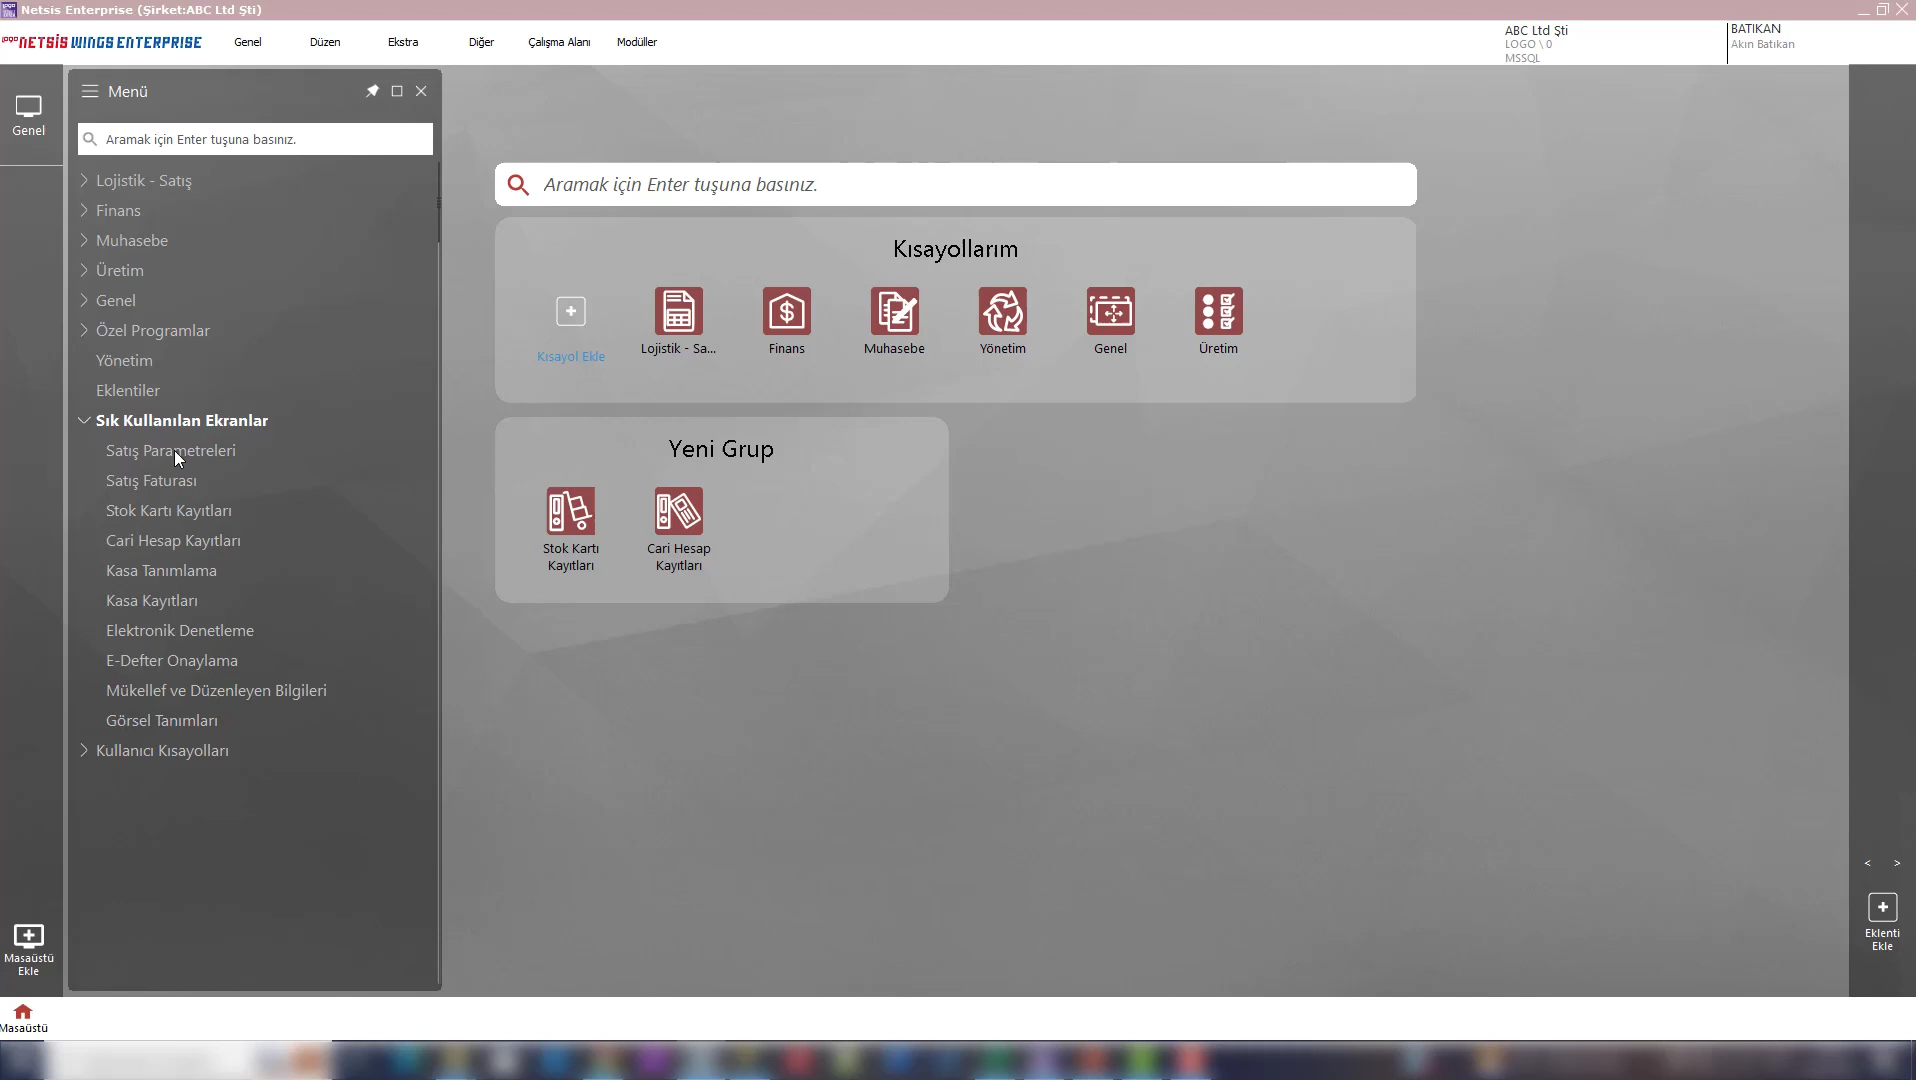 Netsis Enterprise (Şirket:ABC Ltd Şti)
LOGO NETSİS WINGS ENTERPRISE
Genel
Düzen
Ekstra
Diğer
Çalışma Alanı
Modüller
ABC Ltd Şti
LOGO \ 0
MSSQL
BATIKAN
Akın Batıkan
Genel
Menü
Aramak için Enter tuşuna basınız.
Lojistik - Satış
Finans
Muhasebe
Üretim
Genel
Özel Programlar
Yönetim
Eklentiler
Sık Kullanılan Ekranlar
Satış Parametreleri
Satış Faturası
Stok Kartı Kayıtları
Cari Hesap Kayıtları
Kasa Tanımlama
Kasa Kayıtları
Elektronik Denetleme
E-Defter Onaylama
Mükellef ve Düzenleyen Bilgileri
Görsel Tanımları
Kullanıcı Kısayolları
Aramak için Enter tuşuna basınız.
Kısayollarım
Kısayol Ekle
Lojistik - Sa...
Finans
Muhasebe
Yönetim
Genel
Üretim
Yeni Grup
Stok Kartı
Kayıtları
Cari Hesap
Kayıtları
< >
Eklenti
Ekle
Masaüstü
Ekle
Masaüstü